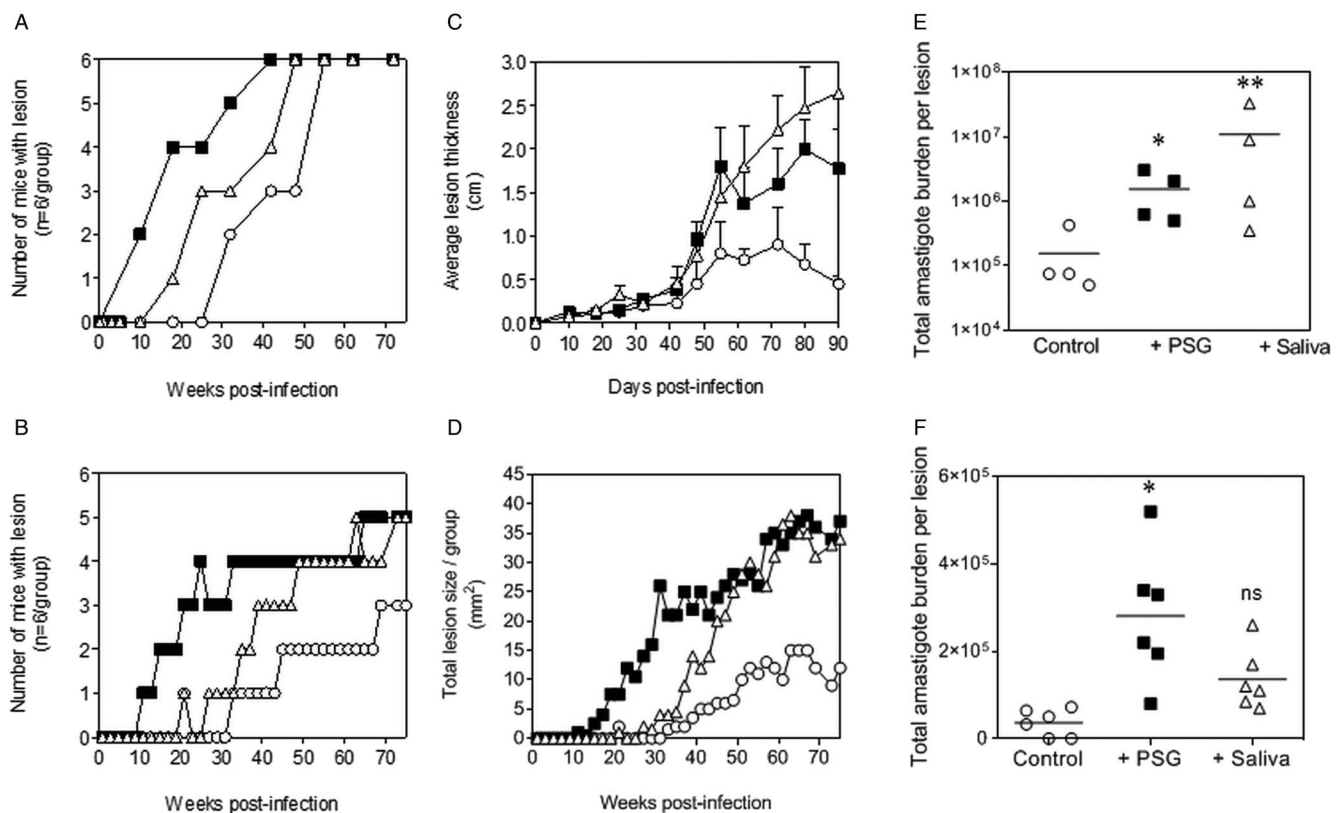 A
Number of mice with lesion
(n=6/group)
6
5
4
3
2
1
0
0 10 20 30 40 50 60 70
Weeks post-infection
C
Average lesion thickness
(cm)
3.0
2.5
2.0
1.5
1.0
0.5
0.0
0 10 20 30 40 50 60 70 80 90
Days post-infection
E
Total amastigote burden per lesion
1×10⁸
1×10⁷
1×10⁶
1×10⁵
1×10⁴
*
**
Control + PSG + Saliva
B
Number of mice with lesion
(n=6/group)
6
5
4
3
2
1
0
0 10 20 30 40 50 60 70
Weeks post-infection
D
Total lesion size / group
(mm²)
45
40
35
30
25
20
15
10
5
0
0 10 20 30 40 50 60 70
Weeks post-infection
F
Total amastigote burden per lesion
6×10⁵
4×10⁵
2×10⁵
0
*
ns
Control + PSG + Saliva